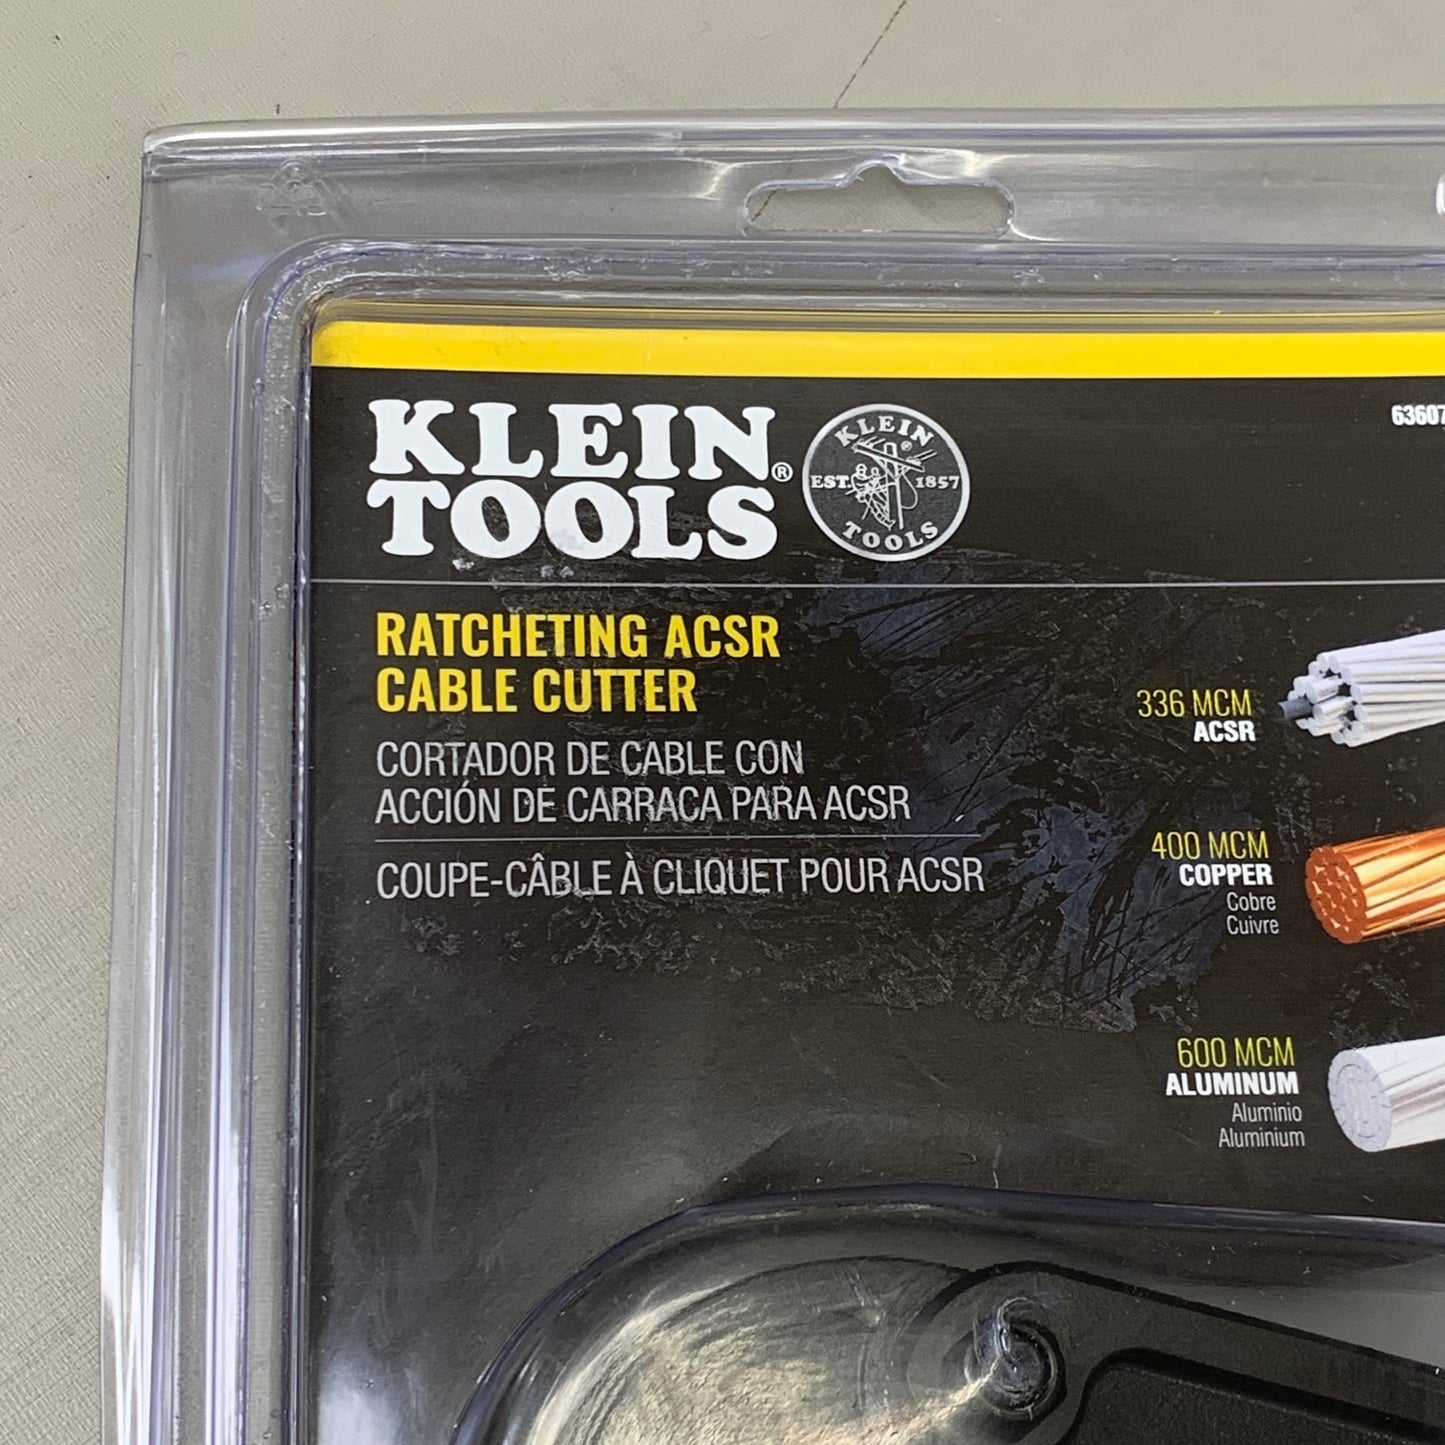 KLEIN
TOOLS®
KLEIN
®
EST. 1857
TOOLS
63607
RATCHETING ACSR
CABLE CUTTER
CORTADOR DE CABLE CON
ACCIÓN DE CARRACA PARA ACSR
COUPE-CÂBLE À CLIQUET POUR ACSR
336 MCM
ACSR
400 MCM
COPPER
Cobre
Cuivre
600 MCM
ALUMINUM
Aluminio
Aluminium